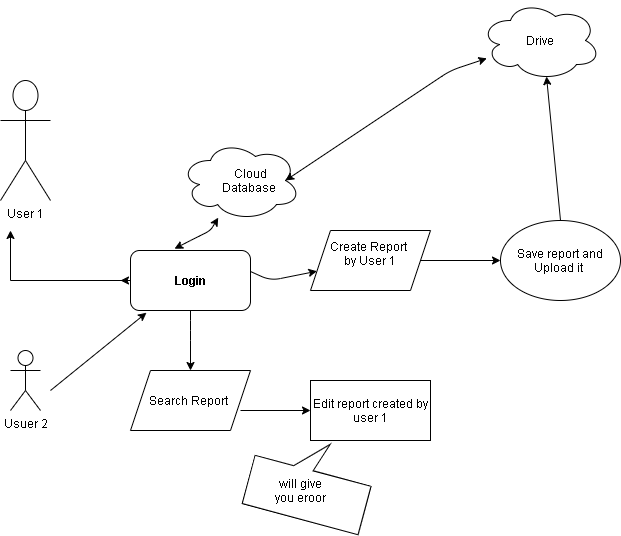 Drive
Cloud
Database
User 1
Create Report
by User 1
Save report and
Upload it
Login
Search Report
Edit report created by
user 1
Usuer 2
will give
you eroor